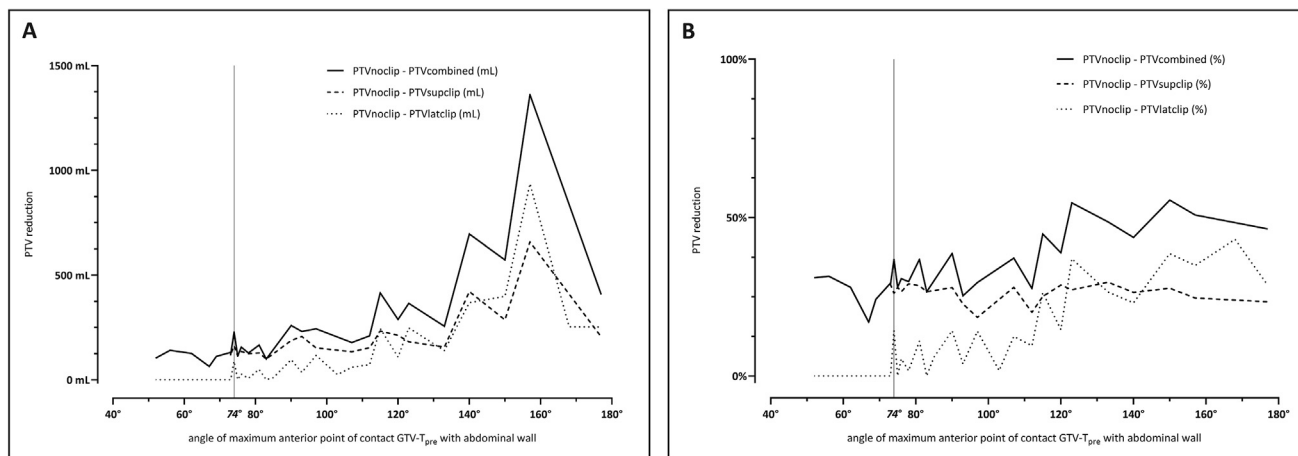 A
1500 mL
1000 mL
500 mL
0 mL
PTV reduction
PTVnoclip - PTVcombined (mL)
PTVnoclip - PTVsupclip (mL)
PTVnoclip - PTVlatclip (mL)
40° 60° 74° 80° 100° 120° 140° 160° 180°
angle of maximum anterior point of contact GTV-Tpre with abdominal wall
B
100%
50%
0%
PTV reduction
PTVnoclip - PTVcombined (%)
PTVnoclip - PTVsupclip (%)
PTVnoclip - PTVlatclip (%)
40° 60° 74° 80° 100° 120° 140° 160° 180°
angle of maximum anterior point of contact GTV-Tpre with abdominal wall